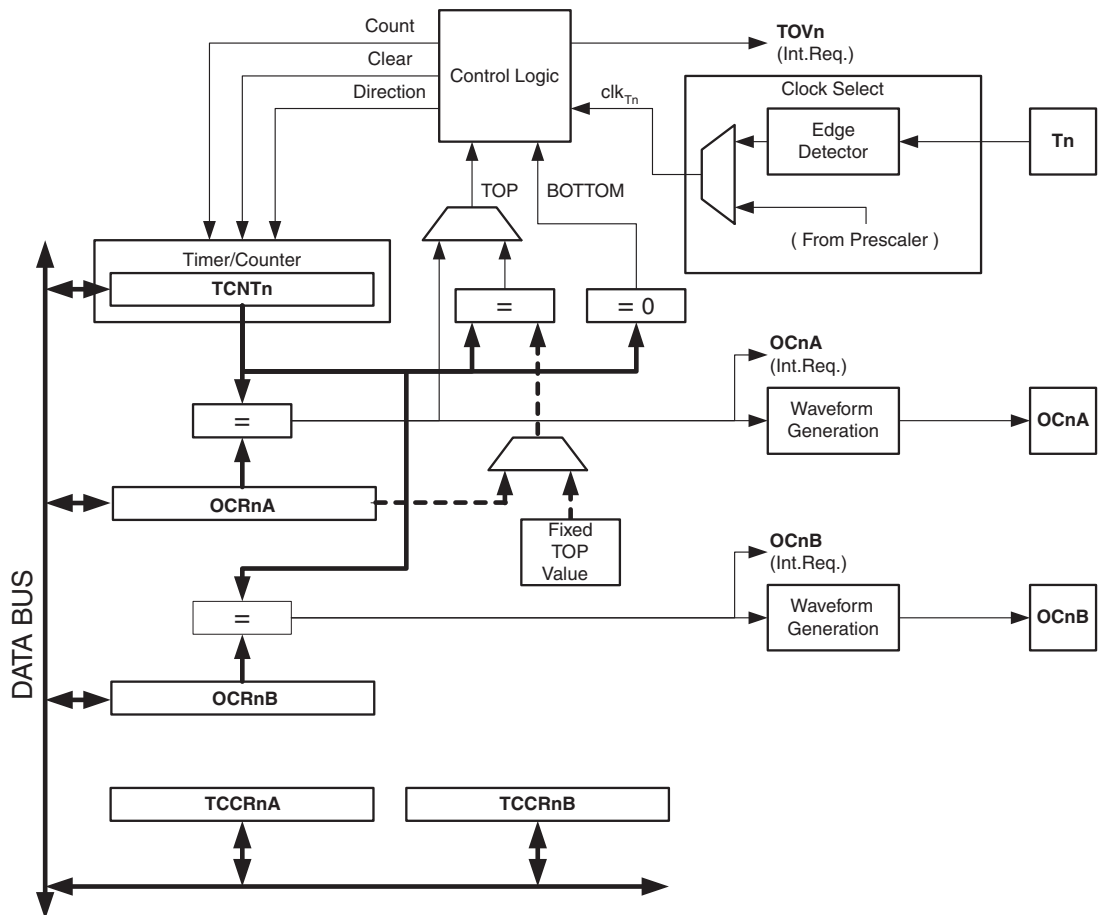 Count
Clear
Direction
Control Logic
TOVn
(Int.Req.)
clkTn
Clock Select
Edge
Detector
Tn
( From Prescaler )
TOP
BOTTOM
Timer/Counter
TCNTn
=
= 0
OCnA
(Int.Req.)
=
Waveform
Generation
OCnA
OCRnA
Fixed
TOP
Value
OCnB
(Int.Req.)
=
Waveform
Generation
OCnB
OCRnB
DATA BUS
TCCRnA
TCCRnB